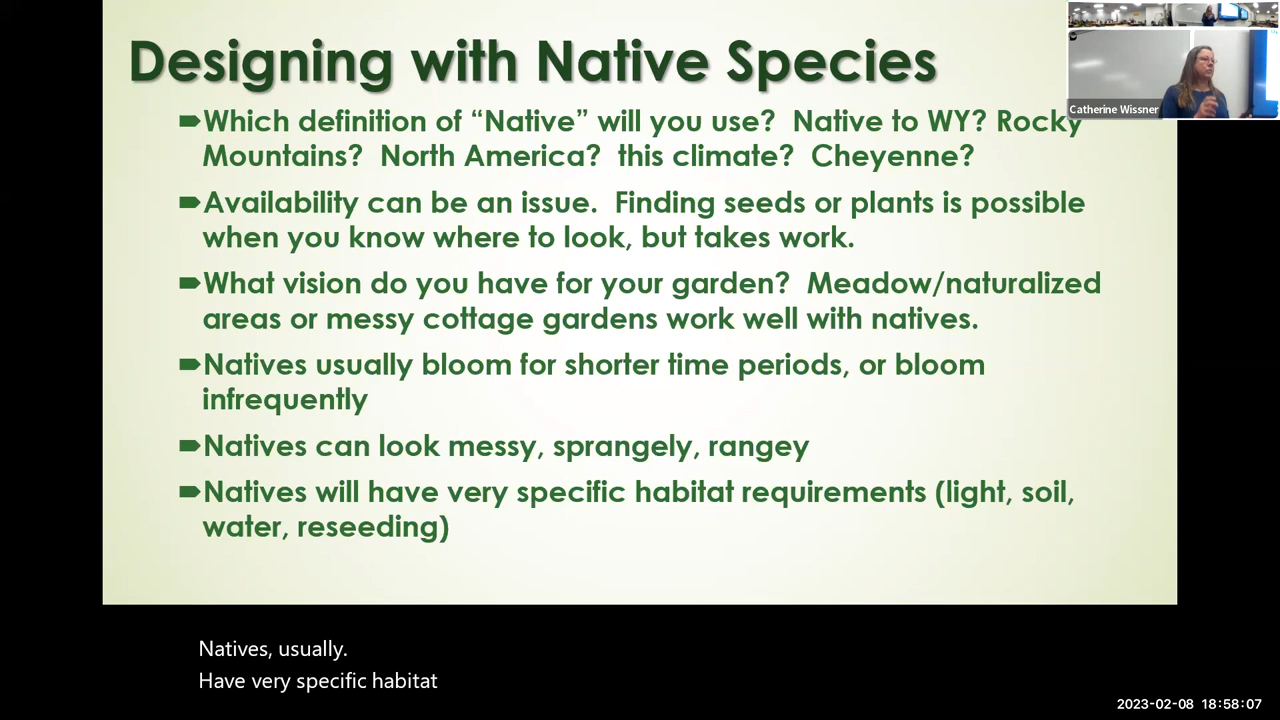 Designing with Native Species
Which definition of “Native” will you use?  Native to WY? Rocky
Mountains?  North America?  this climate?  Cheyenne?
Availability can be an issue.  Finding seeds or plants is possible
when you know where to look, but takes work.
What vision do you have for your garden?  Meadow/naturalized
areas or messy cottage gardens work well with natives.
Natives usually bloom for shorter time periods, or bloom
infrequently
Natives can look messy, sprangely, rangey
Natives will have very specific habitat requirements (light, soil,
water, reseeding)
Catherine Wissner
Natives, usually.
Have very specific habitat
2023-02-08 18:58:07